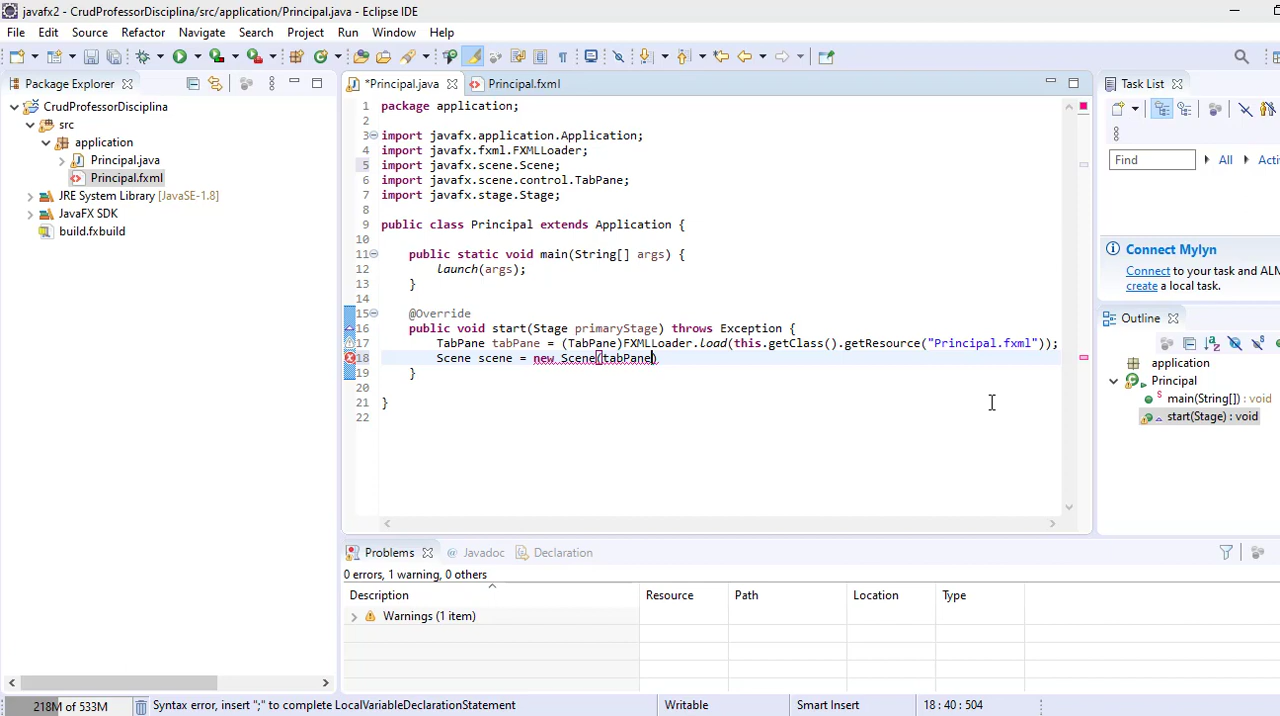 javafx2 - CrudProfessorDisciplina/src/application/Principal.java - Eclipse IDE
File Edit Source Refactor Navigate Search Project Run Window Help
Package Explorer
*Principal.java
Principal.fxml
Task List
CrudProfessorDisciplina
src
application
Principal.java
Principal.fxml
JRE System Library [JavaSE-1.8]
JavaFX SDK
build.fxbuild
1 package application;
2
3 import javafx.application.Application;
4 import javafx.fxml.FXMLLoader;
5 import javafx.scene.Scene;
6 import javafx.scene.control.TabPane;
7 import javafx.stage.Stage;
8
9 public class Principal extends Application {
10
11 public static void main(String[] args) {
12 launch(args);
13 }
14
15 @Override
16 public void start(Stage primaryStage) throws Exception {
17 TabPane tabPane = (TabPane)FXMLLoader.load(this.getClass().getResource("Principal.fxml"));
18 Scene scene = new Scene(tabPane)
19 }
20
21 }
22
Find
All
Connect Mylyn
Connect to your task and ALM
create a local task.
Outline
application
Principal
main(String[]) : void
start(Stage) : void
Problems
Javadoc
Declaration
0 errors, 1 warning, 0 others
Description Resource Path Location Type
Warnings (1 item)
218M of 533M
Syntax error, insert ";" to complete LocalVariableDeclarationStatement
Writable
Smart Insert
18 : 40 : 504